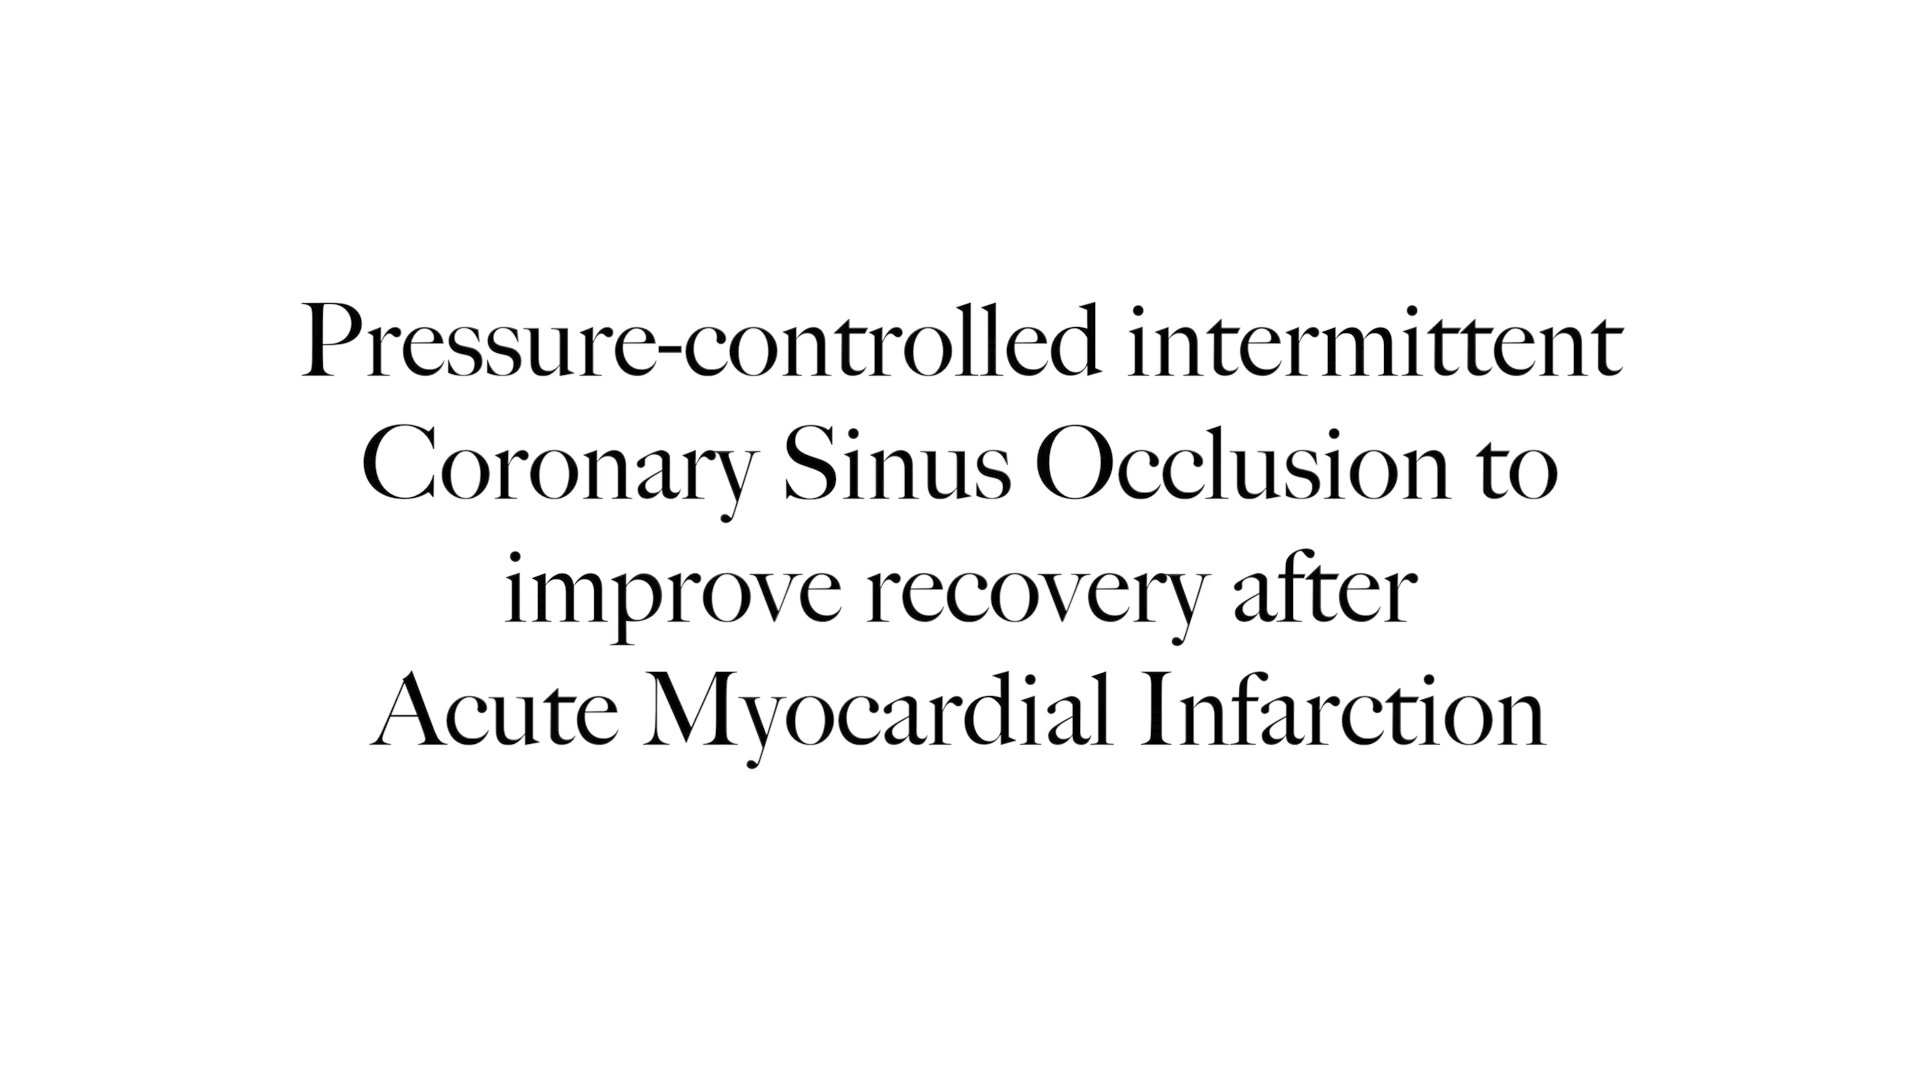 Pressure-controlled intermittent
Coronary Sinus Occlusion to
improve recovery after
Acute Myocardial Infarction